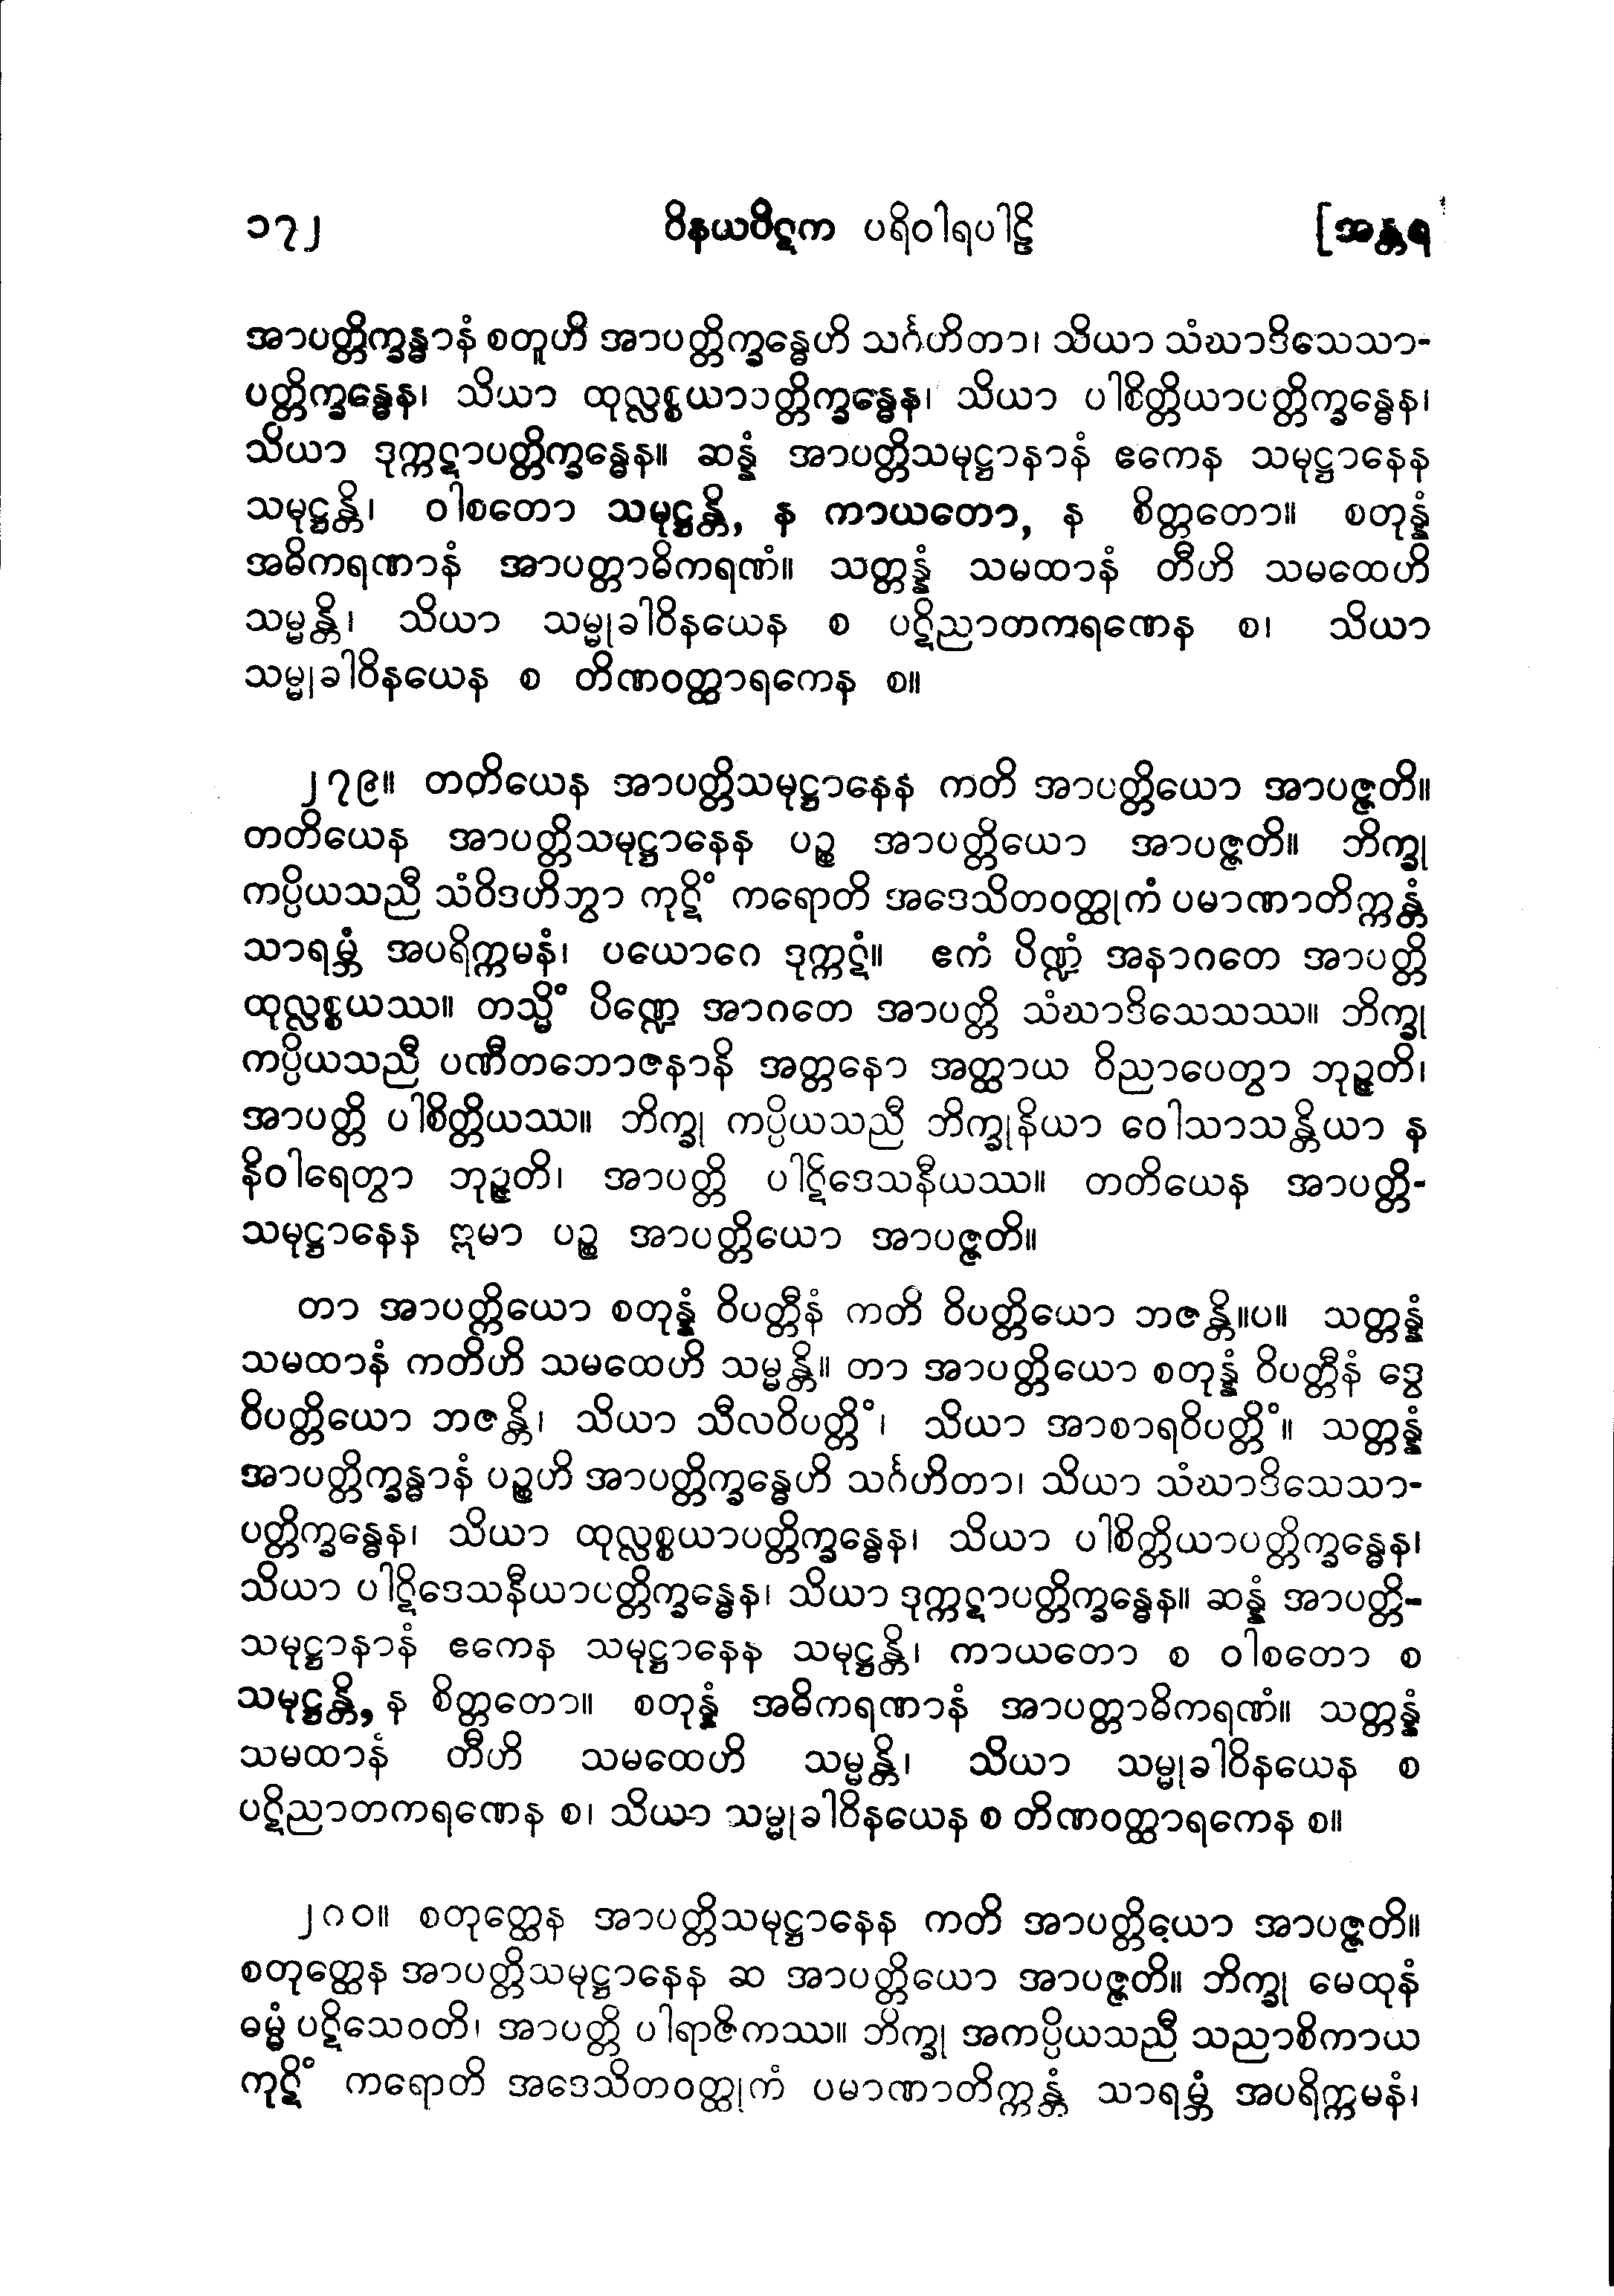 ၁၇၂ ဝိနယပိဋက ပရိဝါရပါဠိ [အန္တရ
အာပတ္တိက္ခန္ဓာနံ စတူဟိ အာပတ္တိက္ခန္ဓေဟိ သင်္ဂဟိတာ၊ သိယာ သံဃာဒိသေသာ-
ပတ္တိက္ခန္ဓေန၊ သိယာ ထုလ္လစ္စယာပတ္တိက္ခန္ဓေန၊ သိယာ ပါစိတ္တိယာပတ္တိက္ခန္ဓေန၊
သိယာ ဒုက္ကဋာပတ္တိက္ခန္ဓေန။ ဆန္နံ အာပတ္တိသမုဋ္ဌာနာနံ ဧကေန သမုဋ္ဌာနေန
သမုဋ္ဌန္တိ၊ ဝါစတော သမုဋ္ဌန္တိ, န ကာယတော, န စိတ္တတော။ စတုန္နံ
အဓိကရဏာနံ အာပတ္တာဓိကရဏံ။ သတ္တန္နံ သမထာနံ တီဟိ သမထေဟိ
သမ္မန္တိ၊ သိယာ သမ္မုခါဝိနယေန စ ပဋိညာတကရဏေန စ၊ သိယာ
သမ္မုခါဝိနယေန စ တိဏဝတ္ထာရကေန စ။
၂၇၉။ တတိယေန အာပတ္တိသမုဋ္ဌာနေန ကတိ အာပတ္တိယော အာပဇ္ဇတိ။
တတိယေန အာပတ္တိသမုဋ္ဌာနေန ပဉ္စ အာပတ္တိယော အာပဇ္ဇတိ။ ဘိက္ခု
ကပ္ပိယသညီ သံဝိဒဟိတွာ ကုဋိံ ကရောတိ အဒေသိတဝတ္ထုကံ ပမာဏာတိက္ကန္တံ
သာရမ္ဘံ အပရိက္ကမနံ၊ ပယောဂေ ဒုက္ကဋံ။ ဧကံ ပိဏ္ဍံ အနာဂတေ အာပတ္တိ
ထုလ္လစ္စယဿ။ တသ္မိံ ပိဏ္ဍေ အာဂတေ အာပတ္တိ သံဃာဒိသေသဿ။ ဘိက္ခု
ကပ္ပိယသညီ ပဏီတဘောဇနာနိ အတ္တနော အတ္ထာယ ဝိညာပေတွာ ဘုဉ္ဇတိ၊
အာပတ္တိ ပါစိတ္တိယဿ။ ဘိက္ခု ကပ္ပိယသညီ ဘိက္ခုနိယာ ဝေါသာသန္တိယာ န
နိဝါရေတွာ ဘုဉ္ဇတိ၊ အာပတ္တိ ပါဋိဒေသနီယဿ။ တတိယေန အာပတ္တိ-
သမုဋ္ဌာနေန ဣမာ ပဉ္စ အာပတ္တိယော အာပဇ္ဇတိ။
တာ အာပတ္တိယော စတုန္နံ ဝိပတ္တီနံ ကတိ ဝိပတ္တိယော ဘဇန္တိ။ပ။ သတ္တန္နံ
သမထာနံ ကတိဟိ သမထေဟိ သမ္မန္တိ။ တာ အာပတ္တိယော စတုန္နံ ဝိပတ္တီနံ ဒွေ
ဝိပတ္တိယော ဘဇန္တိ၊ သိယာ သီလဝိပတ္တိံ၊ သိယာ အာစာရဝိပတ္တိံ။ သတ္တန္နံ
အာပတ္တိက္ခန္ဓာနံ ပဉ္စဟိ အာပတ္တိက္ခန္ဓေဟိ သင်္ဂဟိတာ၊ သိယာ သံဃာဒိသေသာ-
ပတ္တိက္ခန္ဓေန၊ သိယာ ထုလ္လစ္စယာပတ္တိက္ခန္ဓေန၊ သိယာ ပါစိတ္တိယာပတ္တိက္ခန္ဓေန၊
သိယာ ပါဋိဒေသနီယာပတ္တိက္ခန္ဓေန၊ သိယာ ဒုက္ကဋာပတ္တိက္ခန္ဓေန။ ဆန္နံ အာပတ္တိ-
သမုဋ္ဌာနာနံ ဧကေန သမုဋ္ဌာနေန သမုဋ္ဌန္တိ၊ ကာယတော စ ဝါစတော စ
သမုဋ္ဌန္တိ, န စိတ္တတော။ စတုန္နံ အဓိကရဏာနံ အာပတ္တာဓိကရဏံ။ သတ္တန္နံ
သမထာနံ တီဟိ သမထေဟိ သမ္မန္တိ၊ သိယာ သမ္မုခါဝိနယေန စ
ပဋိညာတကရဏေန စ၊ သိယာ သမ္မုခါဝိနယေန စ တိဏဝတ္ထာရကေန စ။
၂၈၀။ စတုတ္ထေန အာပတ္တိသမုဋ္ဌာနေန ကတိ အာပတ္တိယော အာပဇ္ဇတိ။
စတုတ္ထေန အာပတ္တိသမုဋ္ဌာနေန ဆ အာပတ္တိယော အာပဇ္ဇတိ။ ဘိက္ခု မေထုနံ
ဓမ္မံ ပဋိသေဝတိ၊ အာပတ္တိ ပါရာဇိကဿ။ ဘိက္ခု အကပ္ပိယသညီ သညာစိကာယ
ကုဋိံ ကရောတိ အဒေသိတဝတ္ထုကံ ပမာဏာတိက္ကန္တံ သာရမ္ဘံ အပရိက္ကမနံ၊